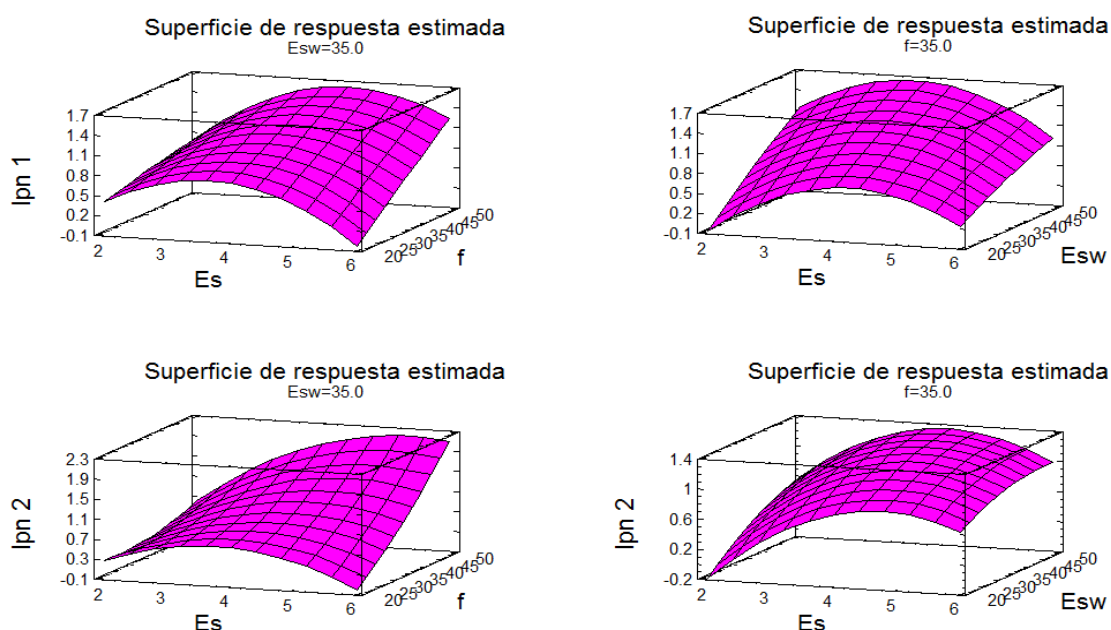 Superficie de respuesta estimada
Esw=35.0
1.7
1.4
1.1
0.8
0.5
0.2
-0.1
Ipn 1
2 3 4 5 6
Es
20 25 30 35 40 45 50
f
Superficie de respuesta estimada
f=35.0
1.7
1.4
1.1
0.8
0.5
0.2
-0.1
Ipn 1
2 3 4 5 6
Es
20 25 30 35 40 45 50
Esw
Superficie de respuesta estimada
Esw=35.0
2.3
1.9
1.5
1.1
0.7
0.3
-0.1
Ipn 2
2 3 4 5 6
Es
20 25 30 35 40 45 50
f
Superficie de respuesta estimada
f=35.0
1.4
1
0.6
0.2
-0.2
Ipn 2
2 3 4 5 6
Es
20 25 30 35 40 45 50
Esw